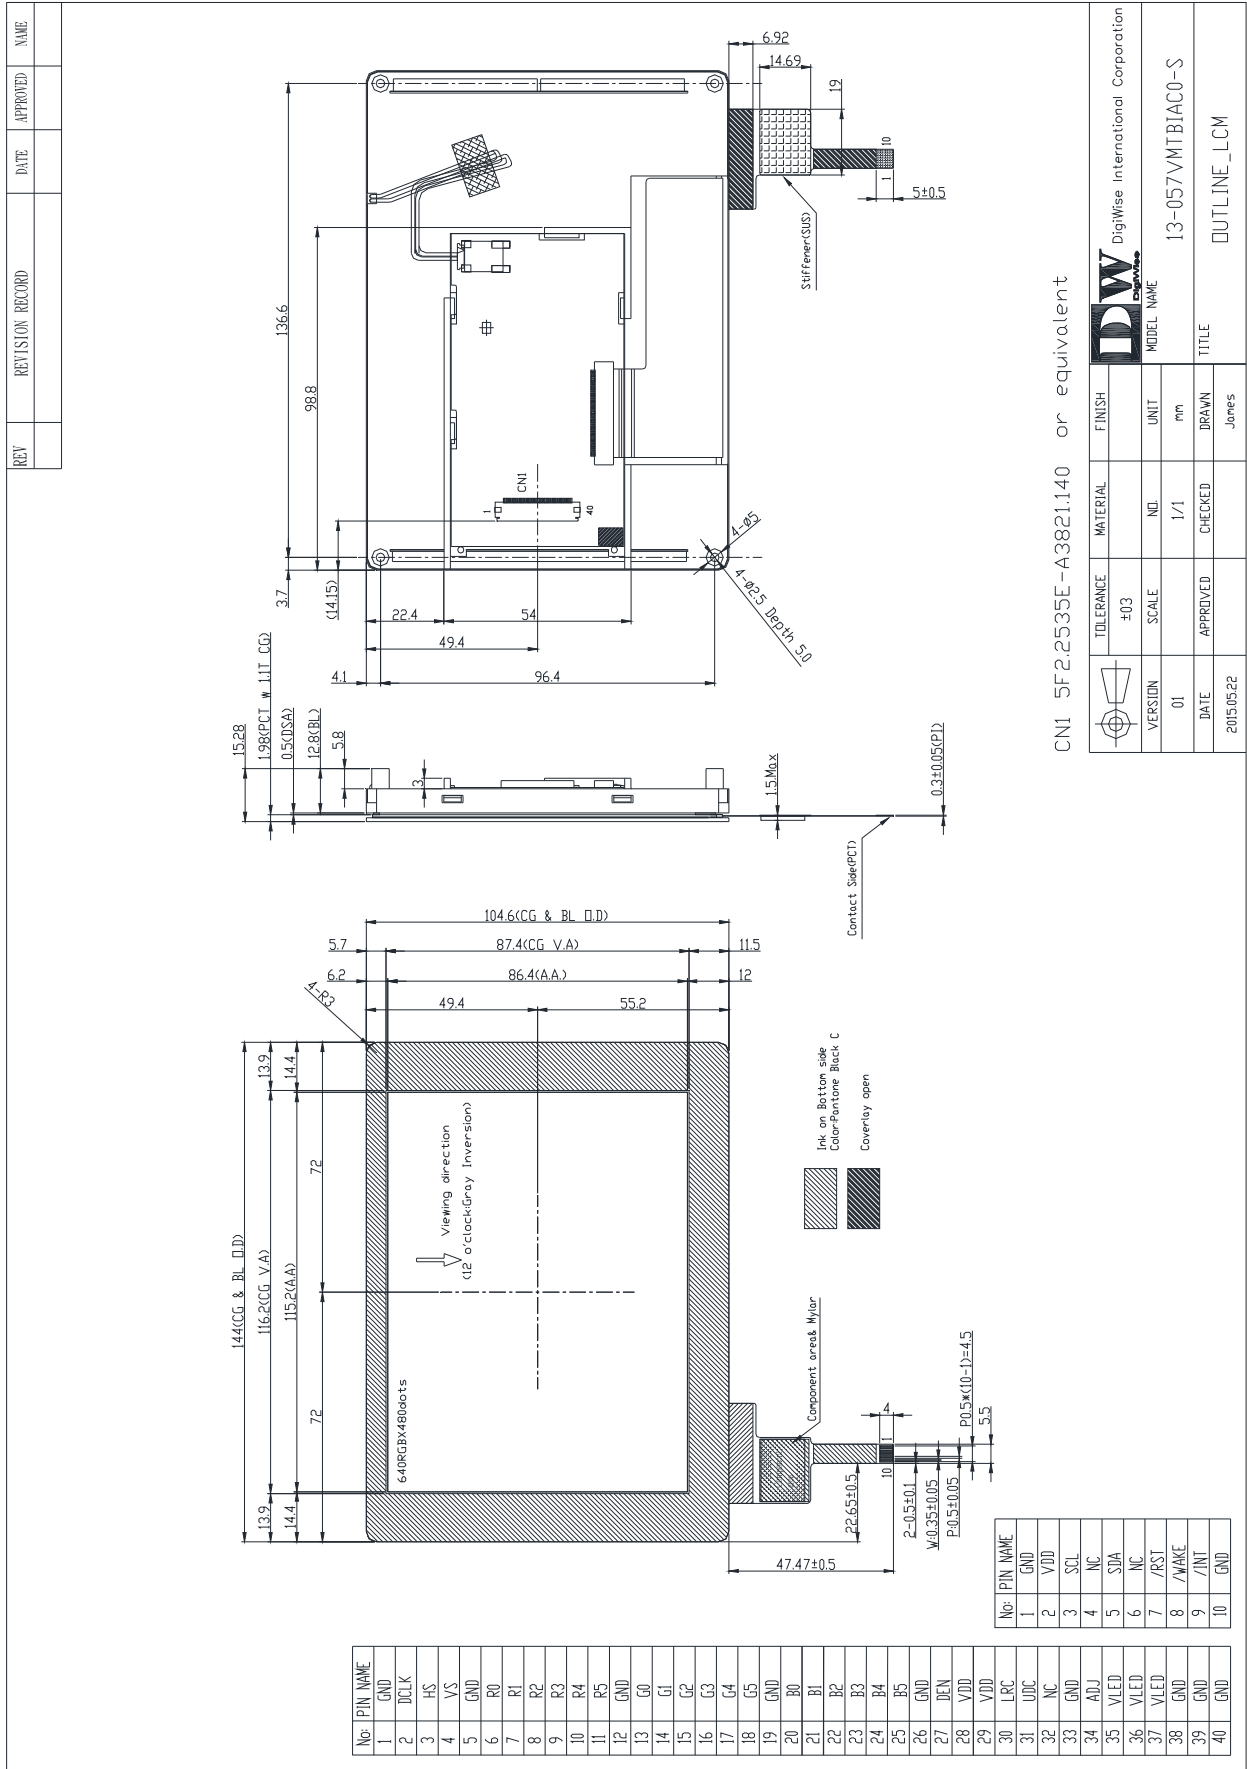 REV REVISION RECORD DATE APPROVED NAME
144(CG & BL O.D)
13.9 116.2(CG V.A) 13.9
14.4 115.2(A.A) 14.4
72 72
4-R3
104.6(CG & BL O.D)
5.7 87.4(CG V.A) 11.5
6.2 86.4(A.A.) 12
49.4 55.2
640RGBX480dots
Viewing direction
(12 o'clock:Gray Inversion)
Component area& Mylar
Ink on Bottom side
Color:Pantone Black C
Coverlay open
47.47±0.5
22.65±0.5
10 1
4
2-0.5±0.1
W:0.35±0.05
P:0.5±0.05
P0.5*(10-1)=4.5
5.5
15.28
1.98(PCT w 1.1T CG)
0.5(DSA)
12.8(BL)
5.8
3
1.5.Max
Contact Side(PCT)
0.3±0.05(PI)
3.7 136.6
98.8
(14.15)
22.4 54
49.4
4.1 96.4
4-ø5
4-ø2.5 Depth 5.0
CN1
1
40
6.92
14.69
19
1 10
5±0.5
Stiffener(SUS)
CN1 5F2.2535E-A3821.140 or equivalent
No: PIN NAME
1 GND
2 DCLK
3 HS
4 VS
5 GND
6 R0
7 R1
8 R2
9 R3
10 R4
11 R5
12 GND
13 G0
14 G1
15 G2
16 G3
17 G4
18 G5
19 GND
20 B0
21 B1
22 B2
23 B3
24 B4
25 B5
26 GND
27 DEN
28 VDD
29 VDD
30 LRC
31 UDC
32 NC
33 GND
34 ADJ
35 VLED
36 VLED
37 VLED
38 GND
39 GND
40 GND
No: PIN NAME
1 GND
2 VDD
3 SCL
4 NC
5 SDA
6 NC
7 /RST
8 /WAKE
9 /INT
10 GND
TOLERANCE MATERIAL FINISH
±03
DW DigiWise DigiWise International Corporation
VERSION SCALE NO. UNIT MODEL NAME
01 1/1 mm 13-057VMTBIAC0-S
DATE APPROVED CHECKED DRAWN TITLE
2015.05.22 James OUTLINE_LCM